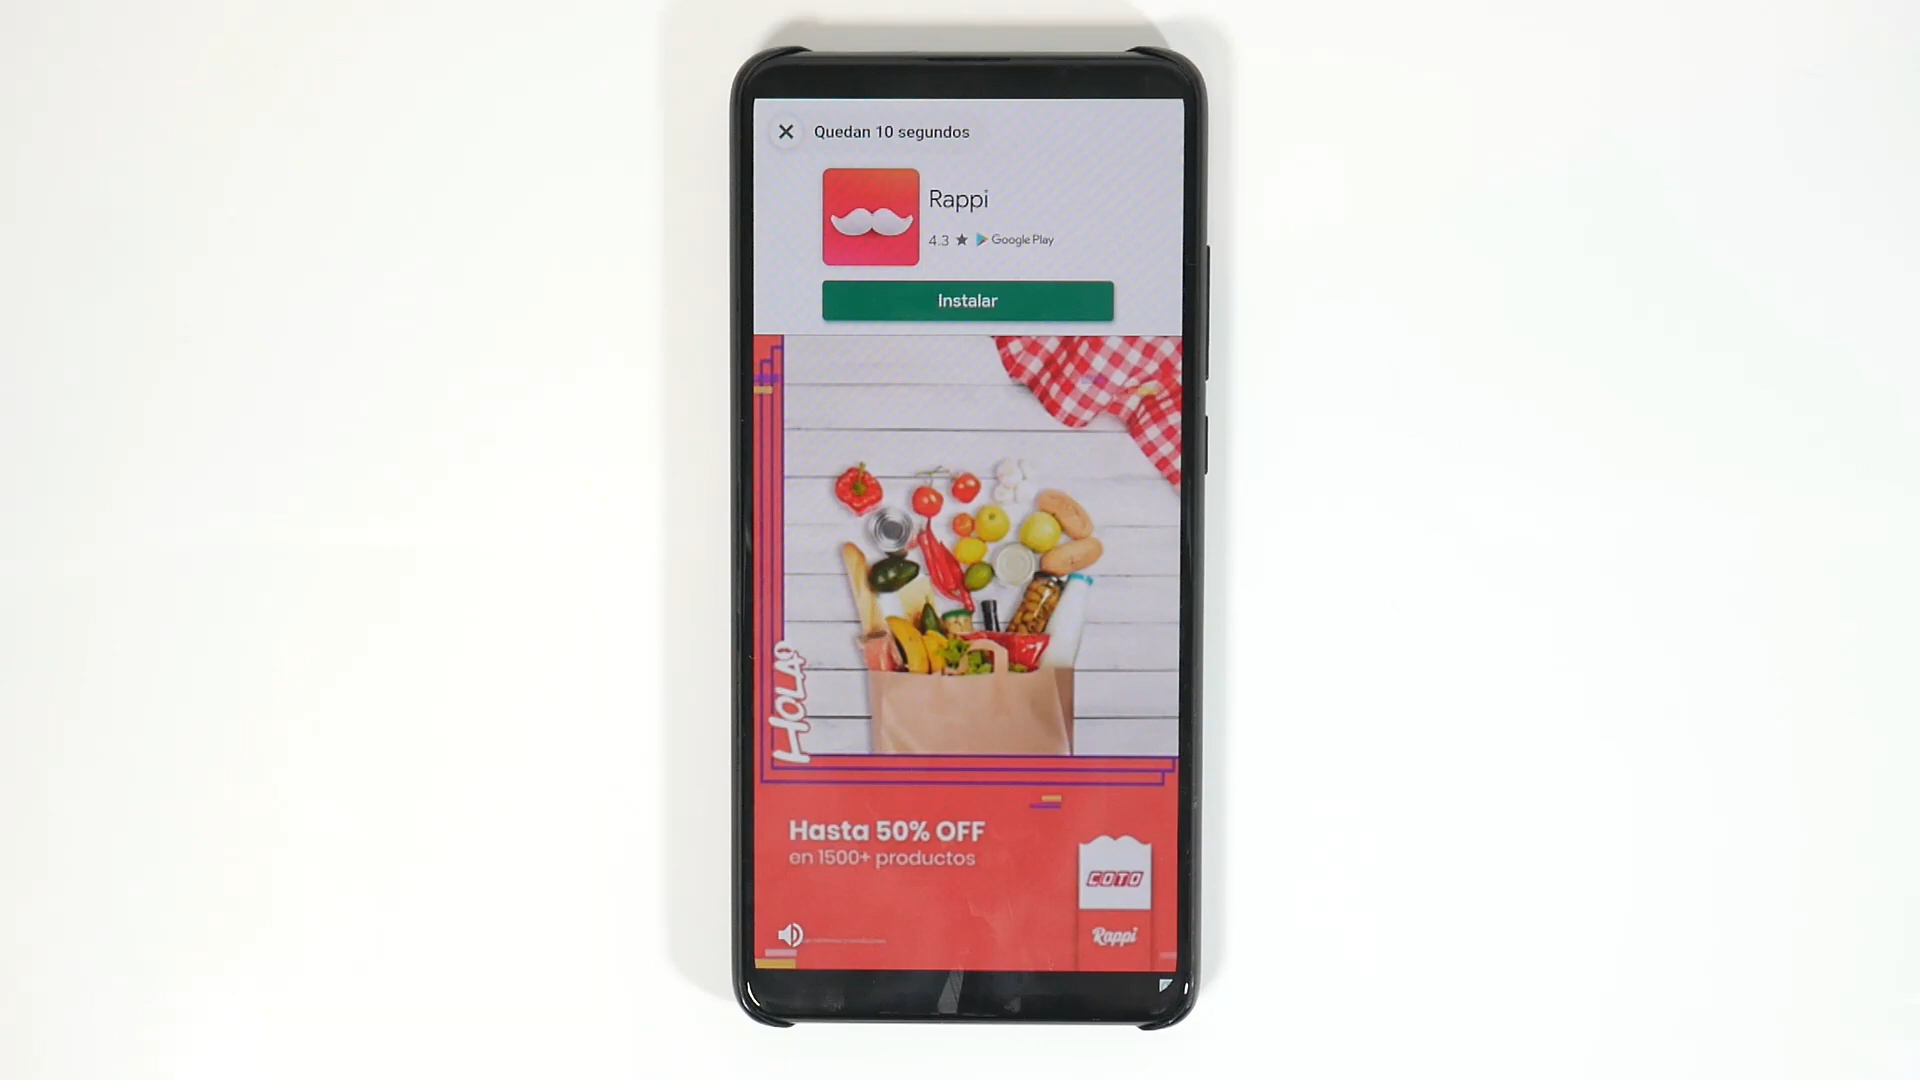 Quedan 10 segundos
Rappi
4.3 ★ Google Play
Instalar
HOLA
Hasta 50% OFF
en 1500+ productos
COTO
Rappi